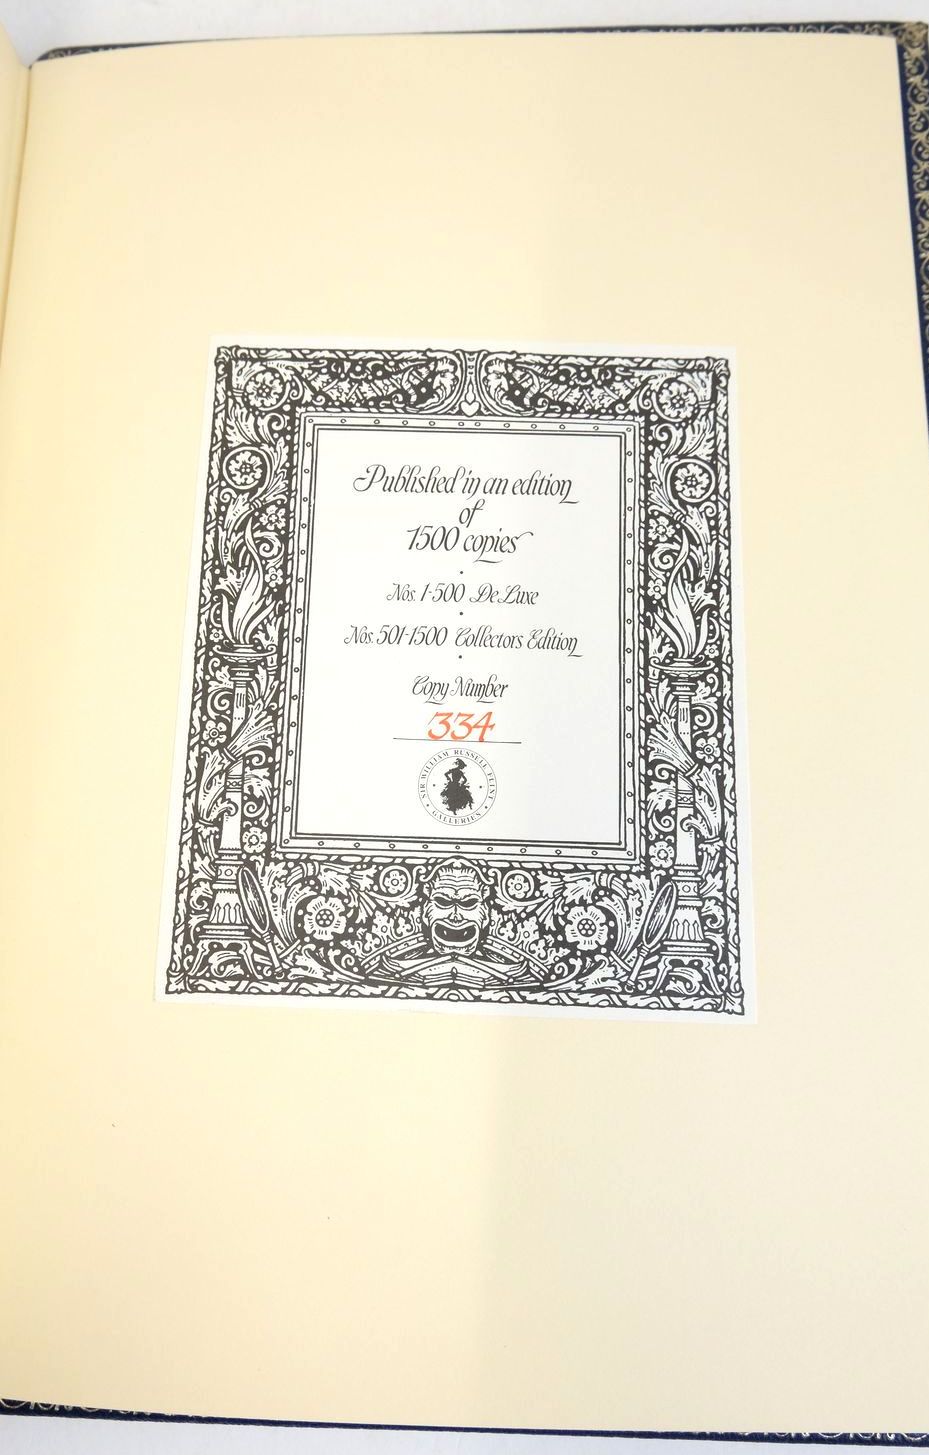 Published in an edition
of
1500 copies
Nos. 1-500 De Luxe
Nos. 501-1500 Collectors Edition
Copy Number
334
SIR WILLIAM RUSSELL FLINT
GALLERIES